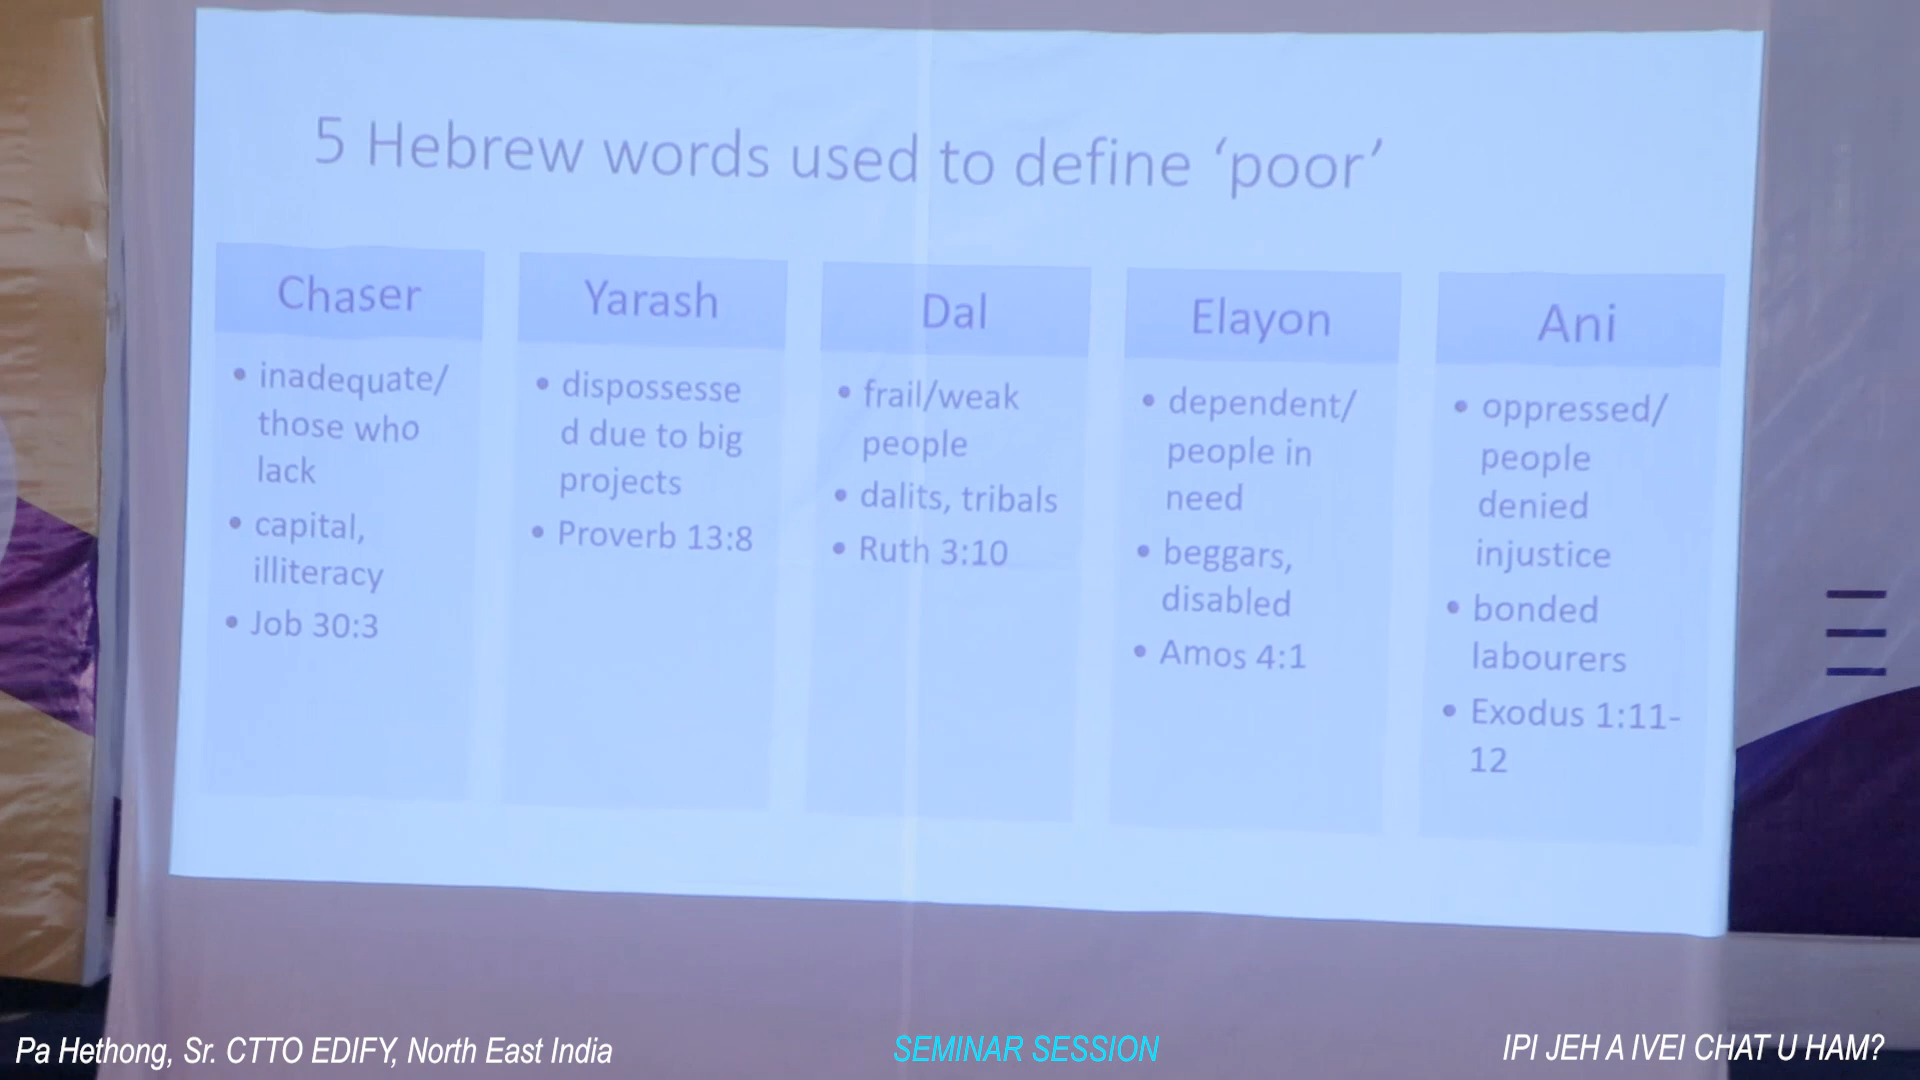 5 Hebrew words used to define ‘poor’
Chaser
• inadequate/
those who
lack
• capital,
illiteracy
• Job 30:3
Yarash
• dispossesse
d due to big
projects
• Proverb 13:8
Dal
• frail/weak
people
• dalits, tribals
• Ruth 3:10
Elayon
• dependent/
people in
need
• beggars,
disabled
• Amos 4:1
Ani
• oppressed/
people
denied
injustice
• bonded
labourers
• Exodus 1:11-
12
Pa Hethong, Sr. CTTO EDIFY, North East India
SEMINAR SESSION
IPI JEH A IVEI CHAT U HAM?